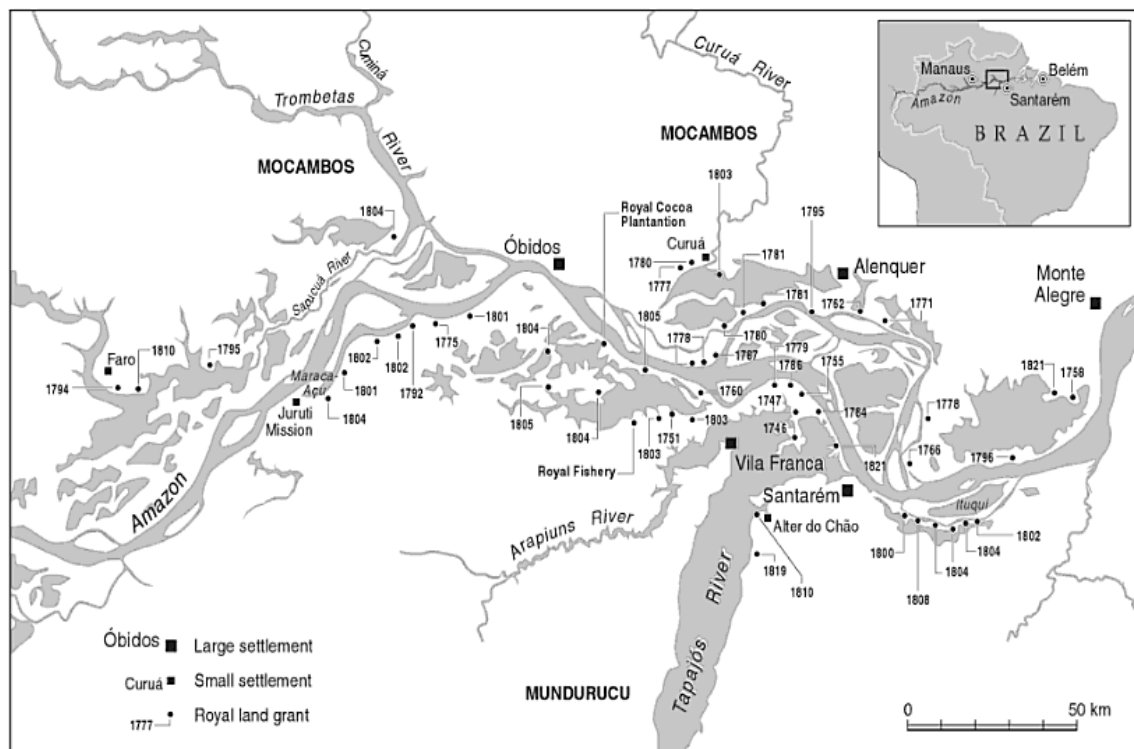 Cuminá
Trombetas
River
MOCAMBOS
1804
Sapucuá River
Curuá River
MOCAMBOS
1803
Royal Cocoa
Plantantion
Óbidos
Curuá
1780
1777
1795
1781
Alenquer
Monte
Alegre
Manaus
Belém
Amazon
Santarém
BRAZIL
1781
1762
1771
1805
1801
1775
1804
1778
1780
1779
1787
1755
1786
1802
1802
1792
Faro
1810
1795
1794
Maraca-
Açú
1801
Juruti
Mission
1804
1805
1804
1760
1747
1764
1821
1758
1778
1803
1751
1803
1746
Royal Fishery
Vila Franca
1821
1766
1796
Santarém
Ituqui
Amazon
Arapiuns River
Alter do Chão
1800
1808
1804
1804
1802
1819
1810
Tapajós River
MUNDURUCU
Óbidos Large settlement
Curuá Small settlement
1777 Royal land grant
0 50 km